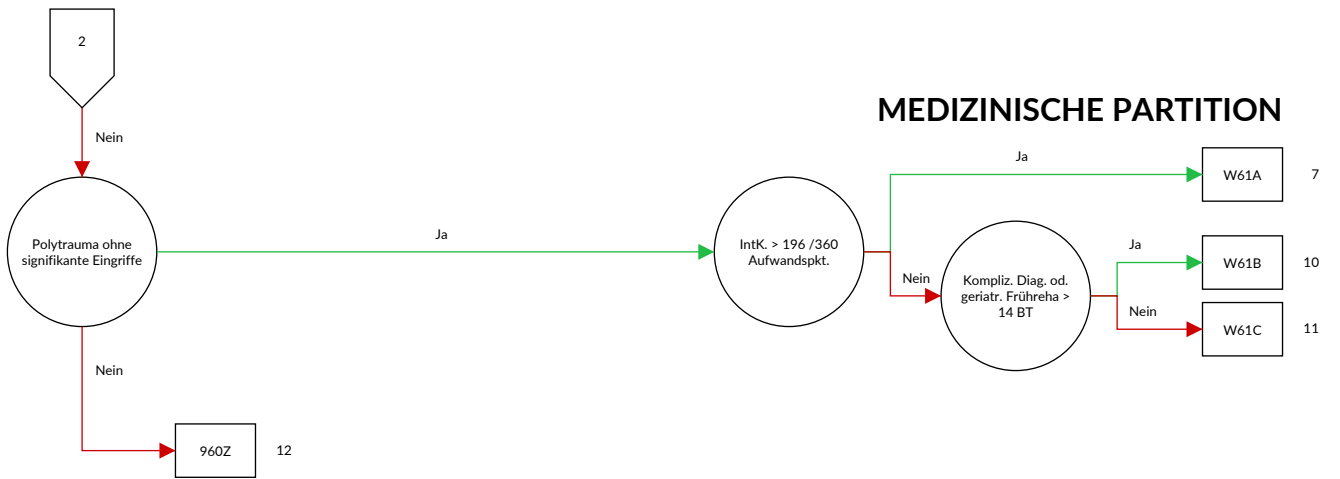 2
Nein
MEDIZINISCHE PARTITION
Ja
W61A
7
Polytrauma ohne
signifikante Eingriffe
Ja
IntK. > 196 /360
Aufwandspkt.
Nein
Kompliz. Diag. od.
geriatr. Frühreha >
14 BT
Ja
W61B
10
Nein
W61C
11
Nein
960Z
12